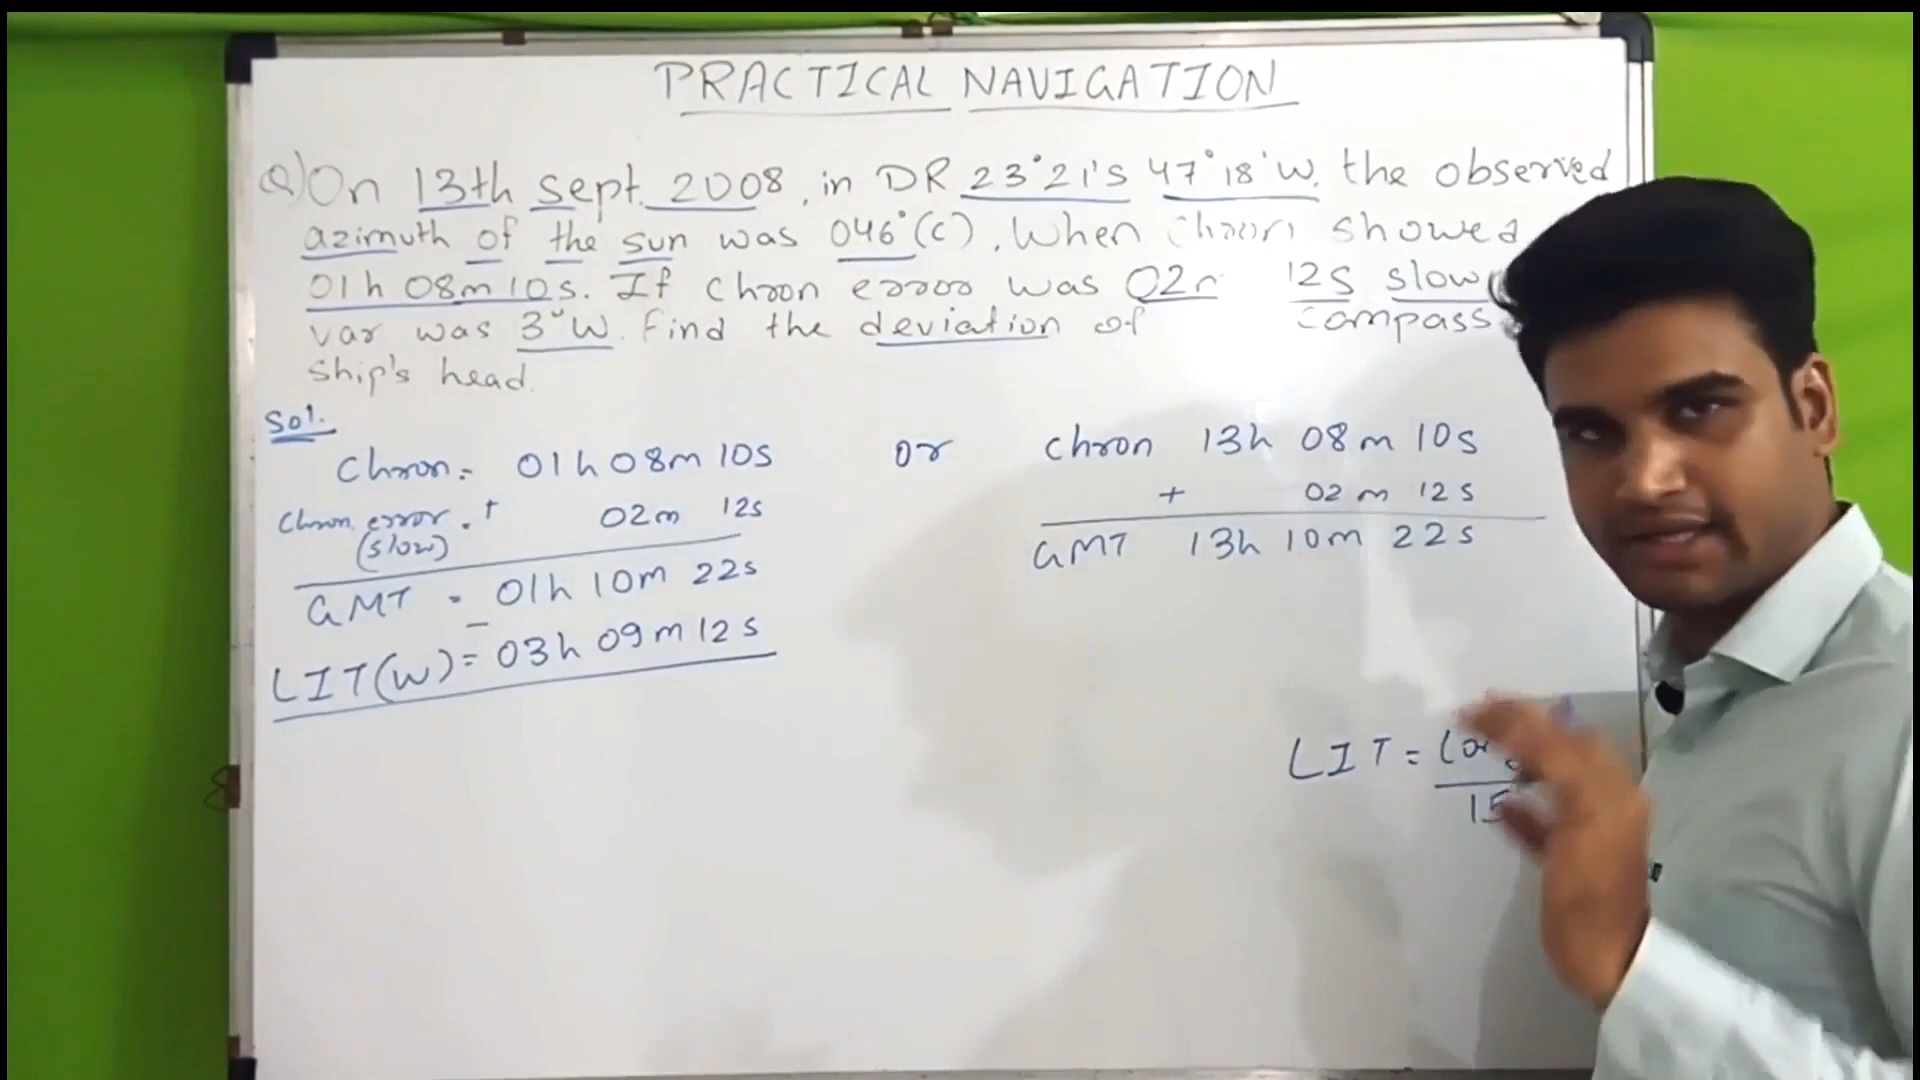 PRACTICAL NAVIGATION
Q) On 13th sept. 2008, in DR 23°21's 47°18'W. the observed
azimuth of the sun was 046°(C). When chron showed
01h 08m 10s. If chron error was 02m 12s slow
var was 3°W. Find the deviation of compass
ship's head.
Sol.
Chron = 01h 08m 10s or chron 13h 08m 10s
Chron error. + 02m 12s + 02m 12s
(slow)
GMT = 01h 10m 22s GMT 13h 10m 22s
LIT(W) = - 03h 09m 12s
LIT =
15